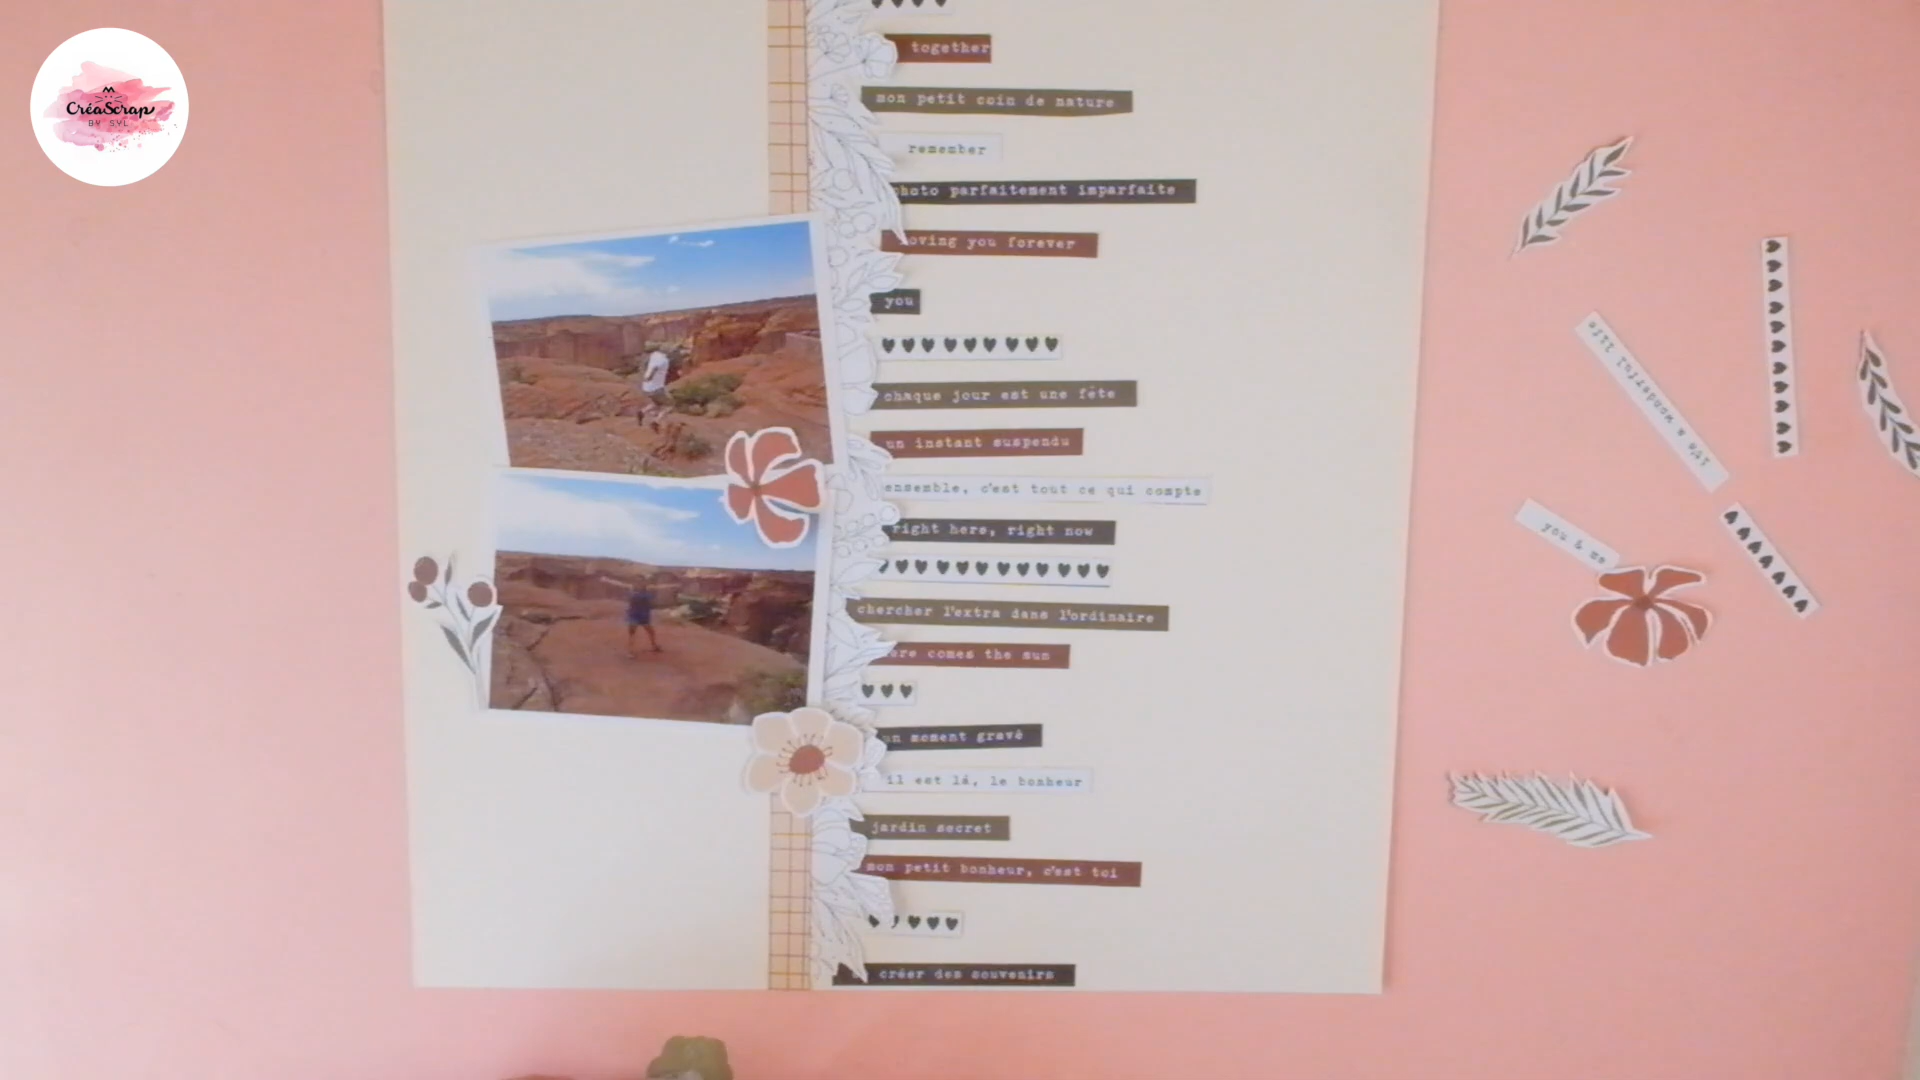 CréaScrap
BY SYL
together
mon petit coin de nature
remember
photo parfaitement imparfaite
loving you forever
you
chaque jour est une fête
un instant suspendu
ensemble, c'est tout ce qui compte
right here, right now
chercher l'extra dans l'ordinaire
here comes the sun
un moment gravé
il est là, le bonheur
jardin secret
mon petit bonheur, c'est toi
créer des souvenirs
it's a wonderful life
you & me